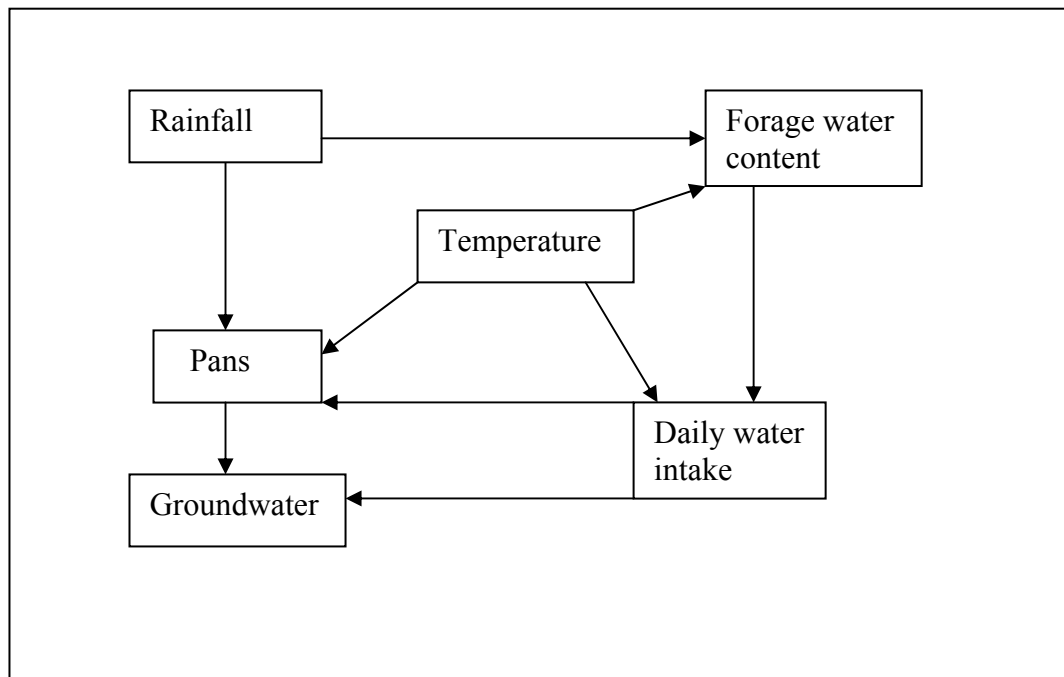 Rainfall
Forage water
content
Temperature
Pans
Daily water
intake
Groundwater